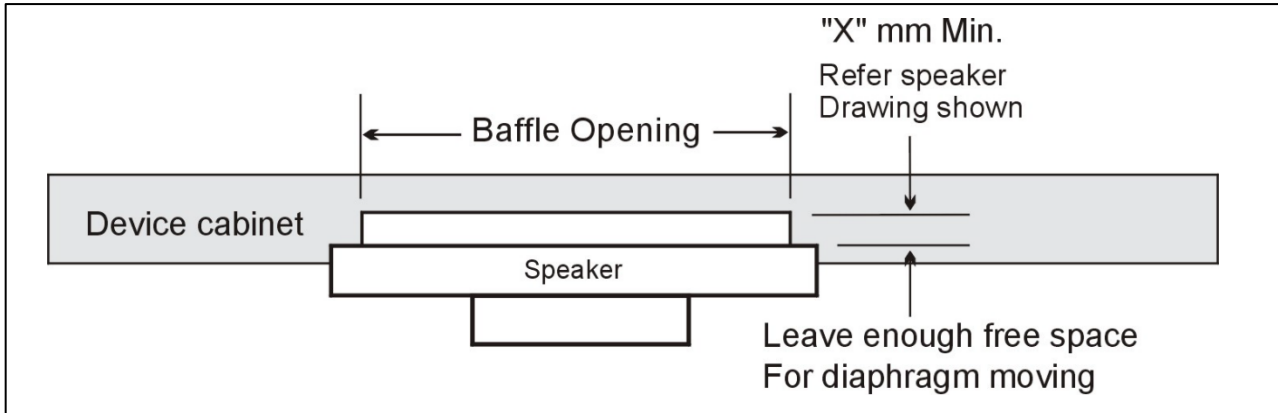 "X" mm Min.
Refer speaker
Drawing shown
Baffle Opening
Device cabinet
Speaker
Leave enough free space
For diaphragm moving